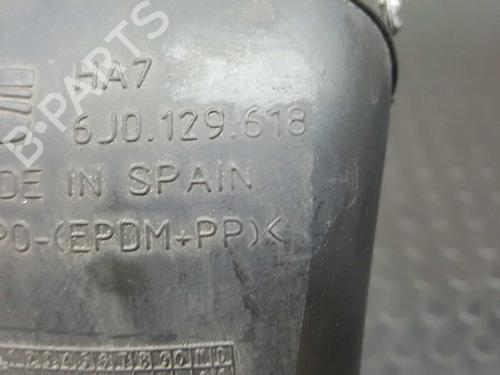 B-PARTS
HA7
6J0.129.618
DE IN SPAIN
PO-(EPDM+PP)<